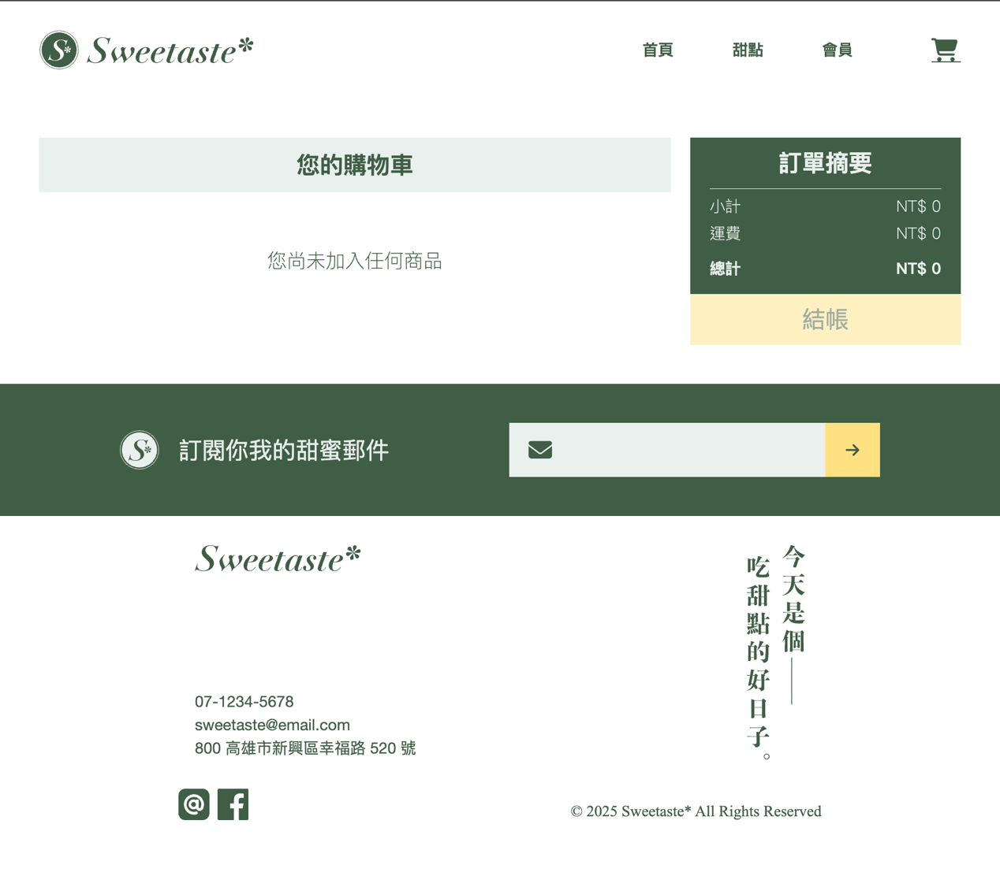 S* Sweetaste*
首頁
甜點
會員
您的購物車
您尚未加入任何商品
訂單摘要
小計 NT$ 0
運費 NT$ 0
總計 NT$ 0
結帳
S* 訂閱你我的甜蜜郵件
Sweetaste*
今天是個——
吃甜點的好日子。
07-1234-5678
sweetaste@email.com
800 高雄市新興區幸福路 520 號
© 2025 Sweetaste* All Rights Reserved